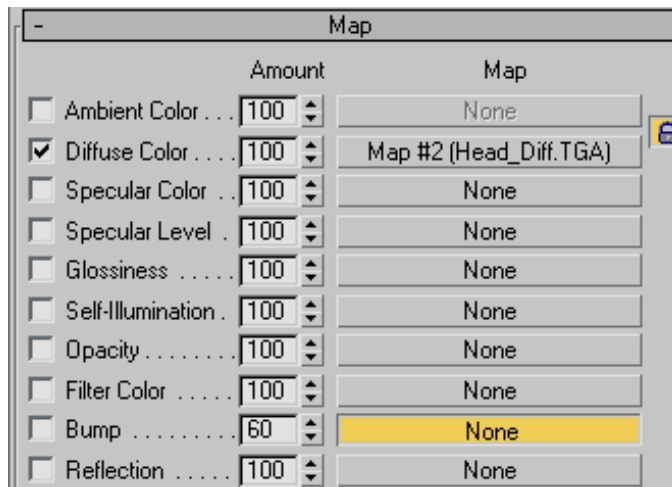 - Map
Amount Map
Ambient Color . . . 100 None
Diffuse Color . . . . 100 Map #2 (Head_Diff.TGA)
Specular Color . . 100 None
Specular Level . 100 None
Glossiness . . . . . 100 None
Self-Illumination . 100 None
Opacity . . . . . . . . 100 None
Filter Color . . . . . 100 None
Bump . . . . . . . . . 60 None
Reflection . . . . . 100 None